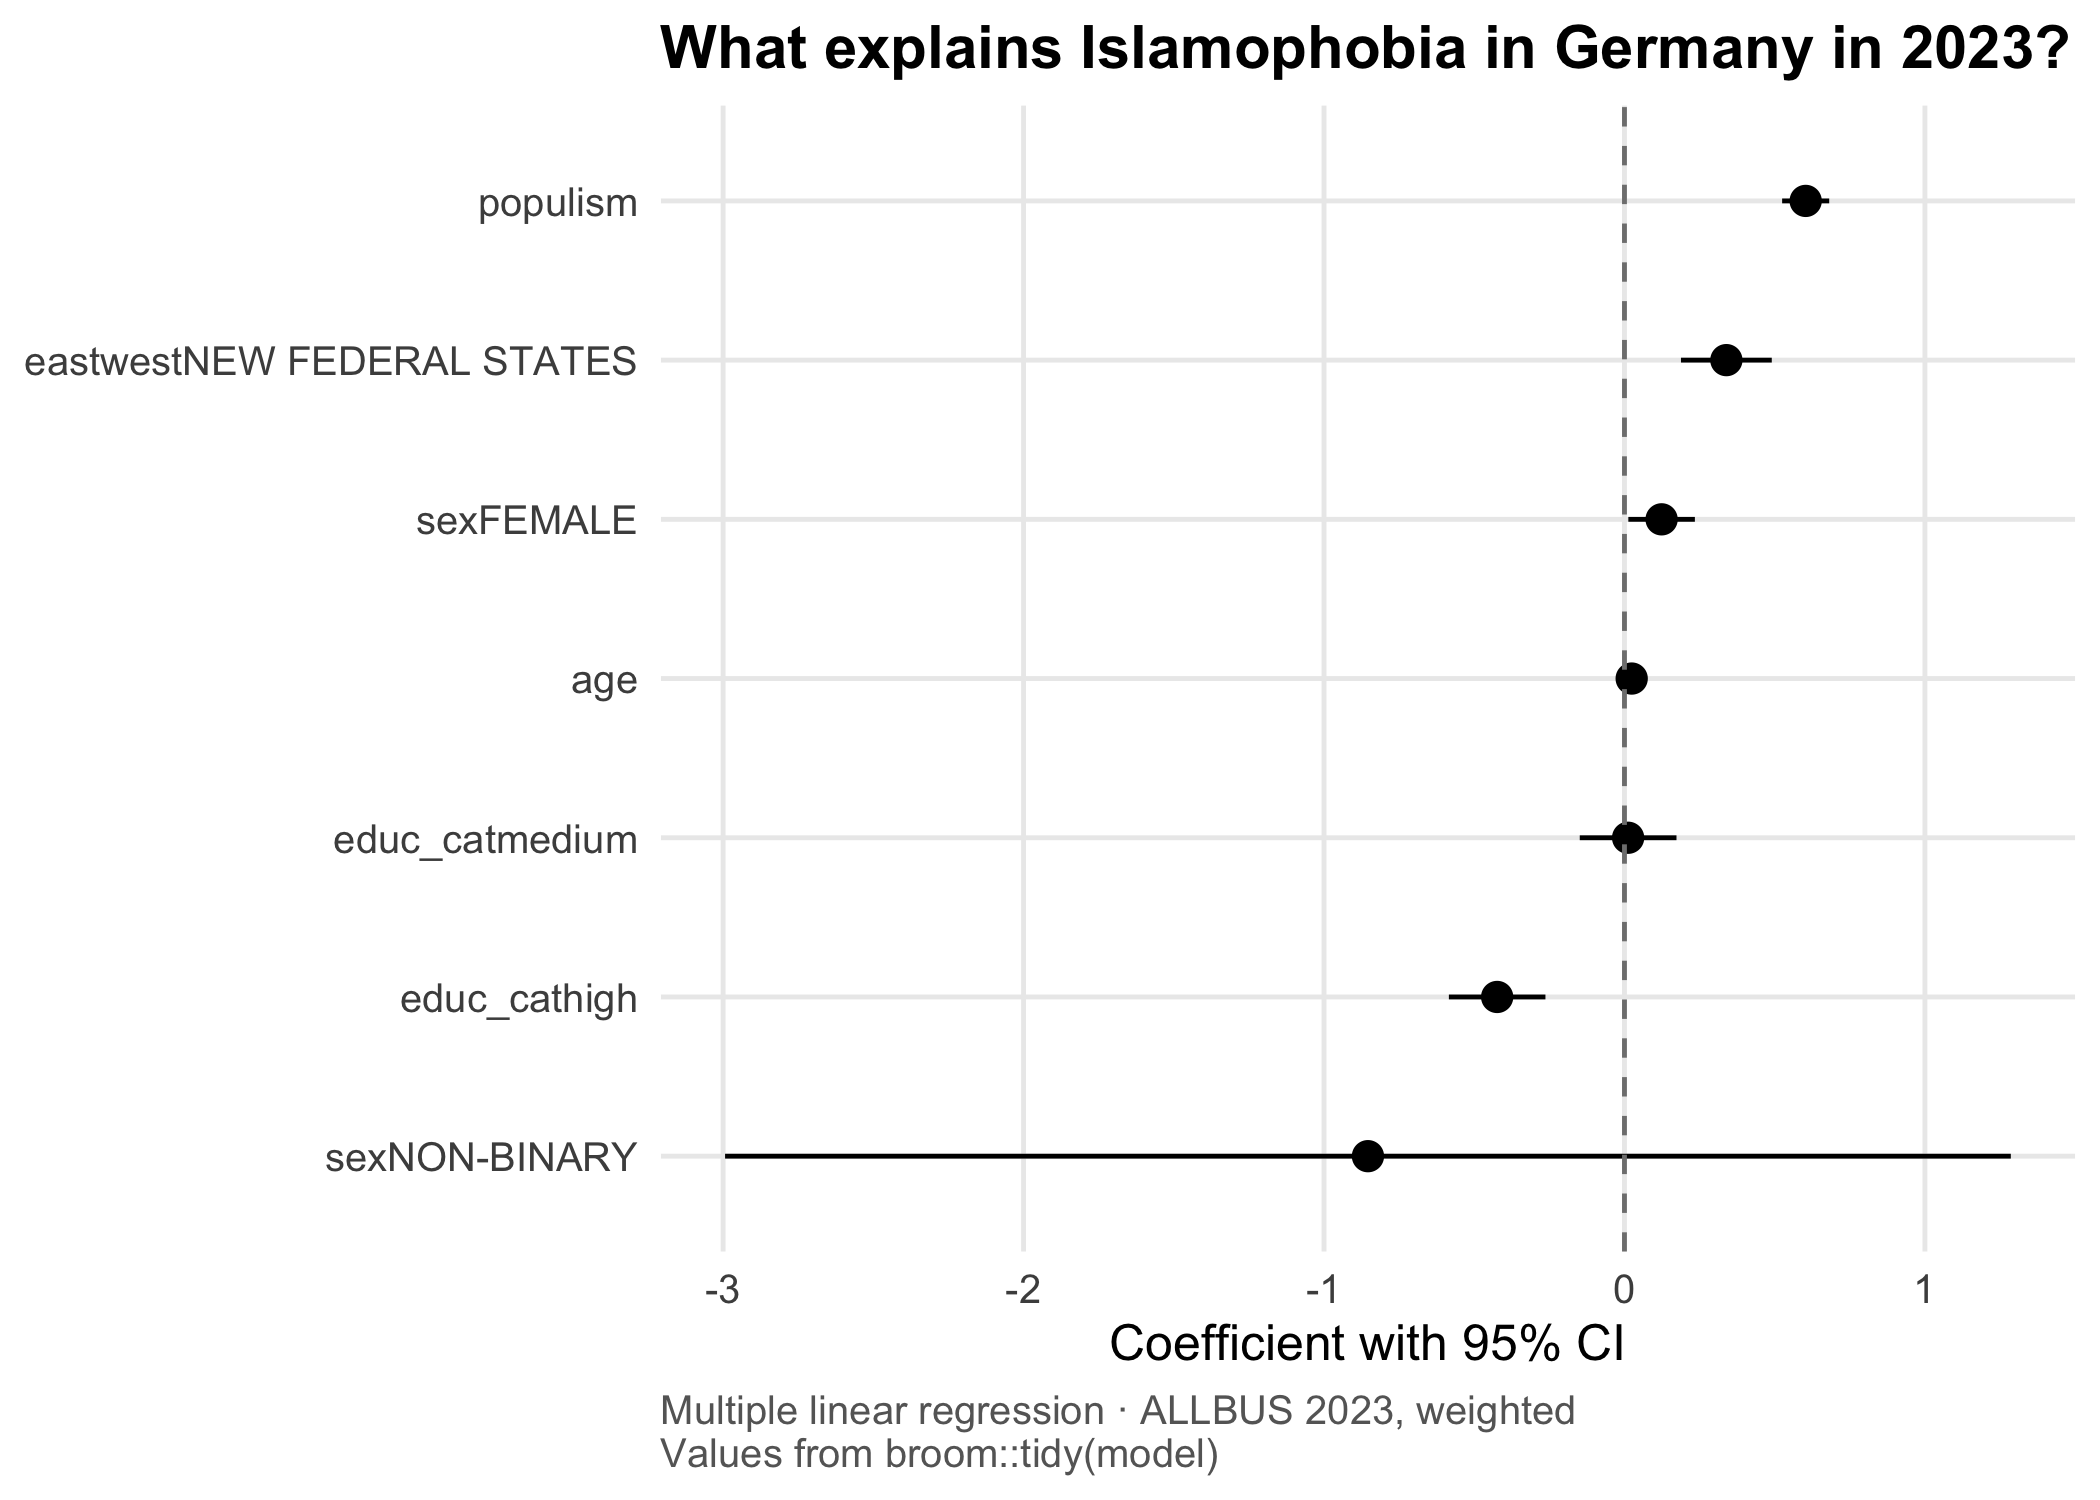 What explains Islamophobia in Germany in 2023?
populism
eastwestNEW FEDERAL STATES
sexFEMALE
age
educ_catmedium
educ_cathigh
sexNON-BINARY
-3 -2 -1 0 1
Coefficient with 95% CI
Multiple linear regression · ALLBUS 2023, weighted
Values from broom::tidy(model)